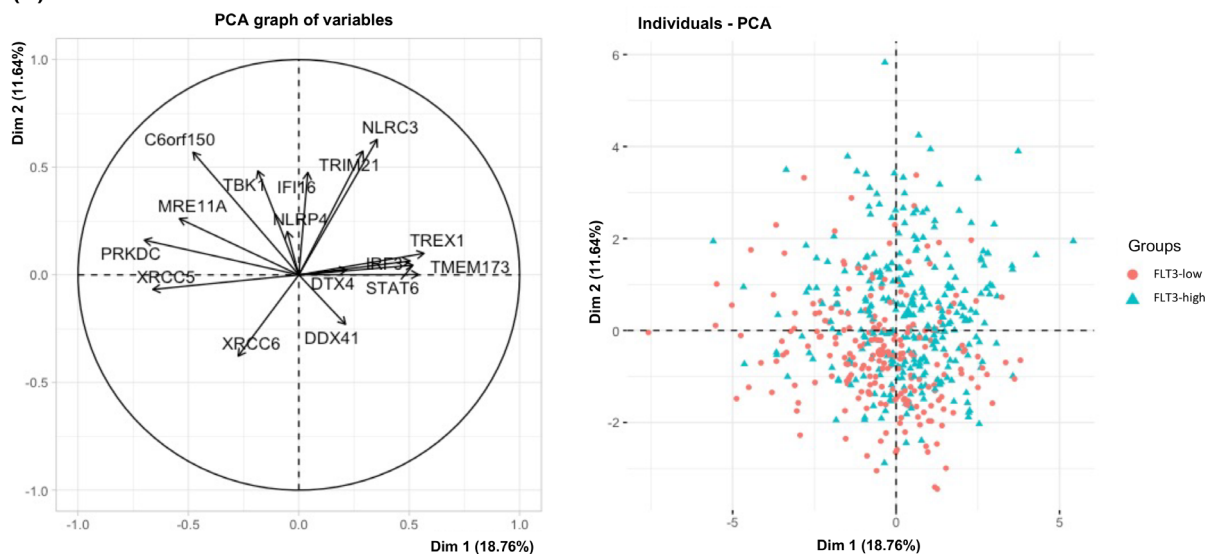 PCA graph of variables
Dim 2 (11.64%)
1.0
0.5
0.0
-0.5
-1.0
C6orf150
NLRC3
TRIM21
TBK1
IFI16
MRE11A
NLRP4
PRKDC
TREX1
XRCC5
IRF3
TMEM173
DTX4
STAT6
XRCC6
DDX41
-1.0
-0.5
0.0
0.5
1.0
Dim 1 (18.76%)
Individuals - PCA
Dim 2 (11.64%)
6
4
2
0
-2
-5
0
5
Dim 1 (18.76%)
Groups
FLT3-low
FLT3-high